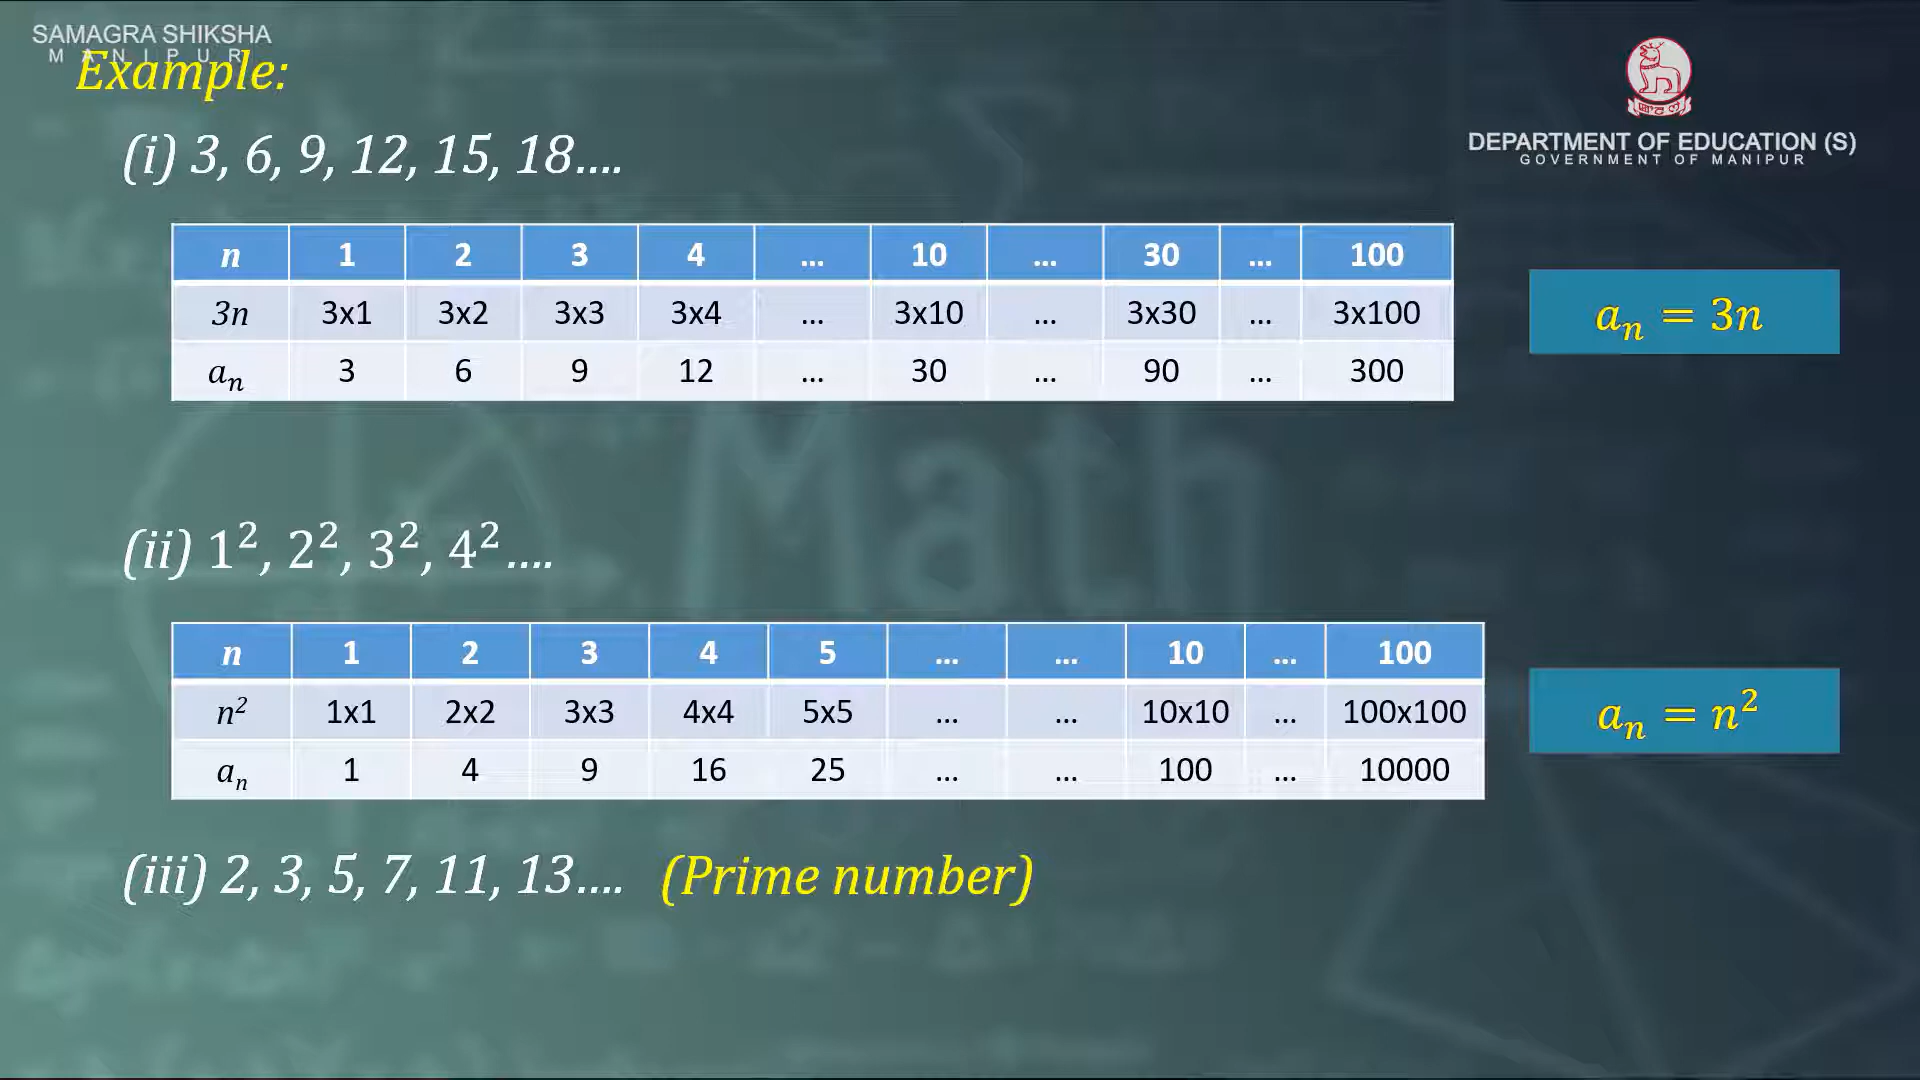 SAMAGRA SHIKSHA
MANIPUR
Example:
DEPARTMENT OF EDUCATION (S)
GOVERNMENT OF MANIPUR
(i) 3, 6, 9, 12, 15, 18....
n 1 2 3 4 ... 10 ... 30 ... 100
3n 3x1 3x2 3x3 3x4 ... 3x10 ... 3x30 ... 3x100
aₙ 3 6 9 12 ... 30 ... 90 ... 300
aₙ = 3n
(ii) 1², 2², 3², 4²....
n 1 2 3 4 5 ... ... 10 ... 100
n² 1x1 2x2 3x3 4x4 5x5 ... ... 10x10 ... 100x100
aₙ 1 4 9 16 25 ... ... 100 ... 10000
aₙ = n²
(iii) 2, 3, 5, 7, 11, 13.... (Prime number)
Math